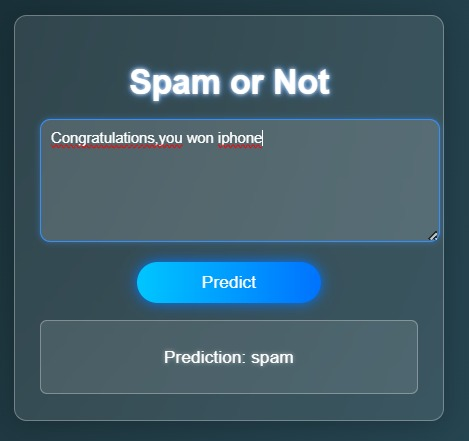 Spam or Not
Congratulations,you won iphone
Predict
Prediction: spam